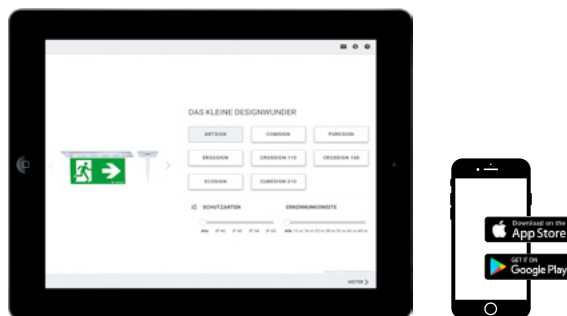 DAS KLEINE DESIGNWUNDER
ARTSIGN
COMSIGN
PURESIGN
ERGOSIGN
CROSSIGN 110
CROSSIGN 160
ECOSIGN
CUBESIGN 210
SCHUTZARTEN
ERKENNUNGSWEITE
Alle
WEITER
Download on the
App Store
GET IT ON
Google Play